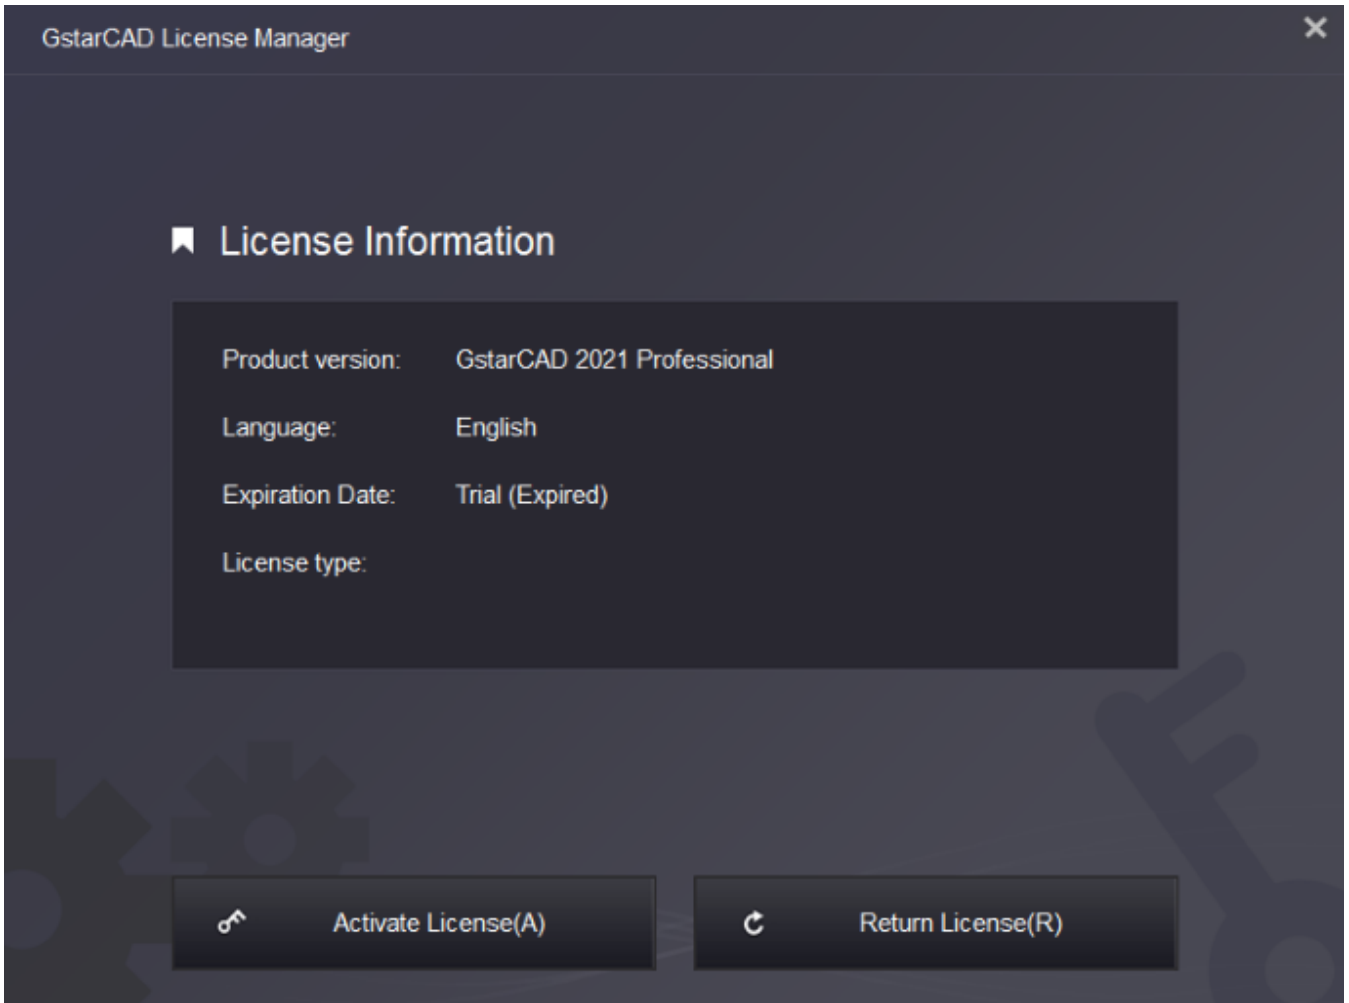 GstarCAD License Manager
License Information
Product version: GstarCAD 2021 Professional
Language: English
Expiration Date: Trial (Expired)
License type:
Activate License(A)
Return License(R)